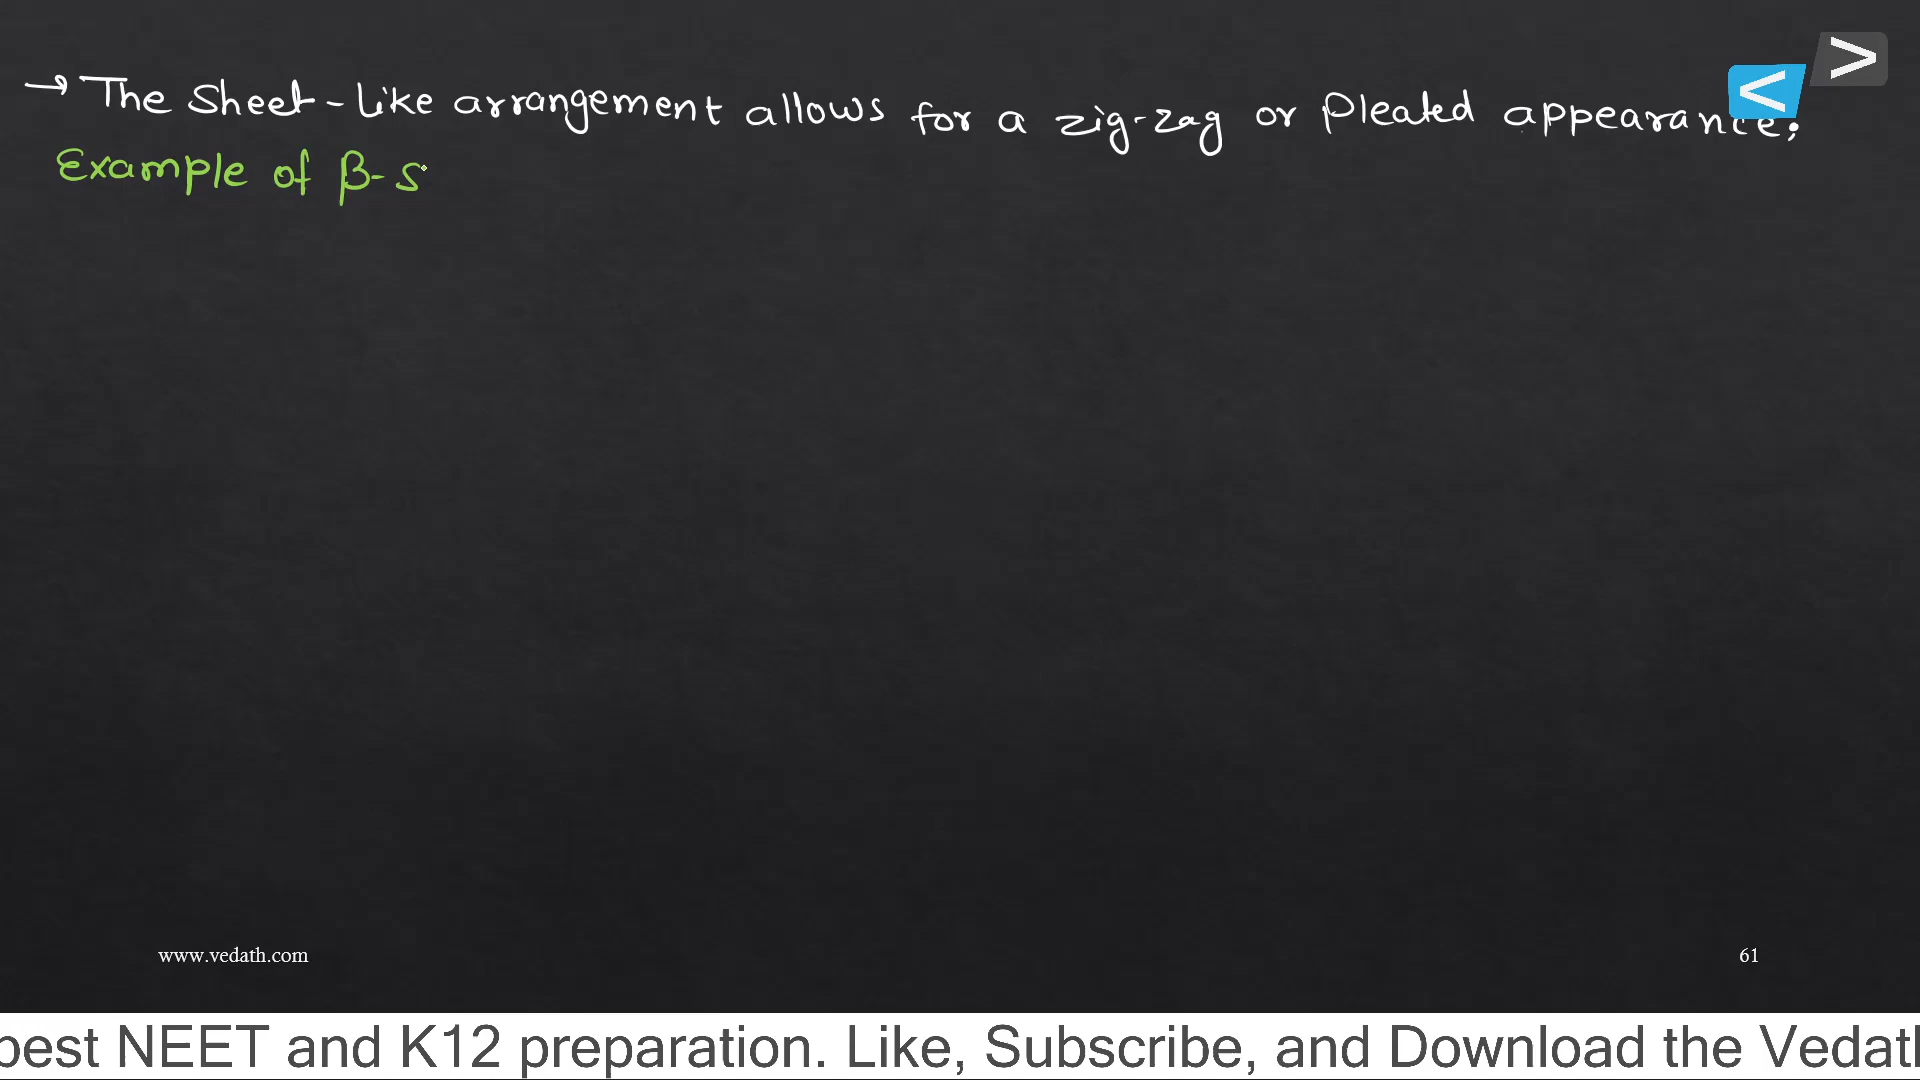 → The Sheet-Like arrangement allows for a zig-zag or Pleated appearance.
Example of β-s
www.vedath.com
61
best NEET and K12 preparation. Like, Subscribe, and Download the Vedath